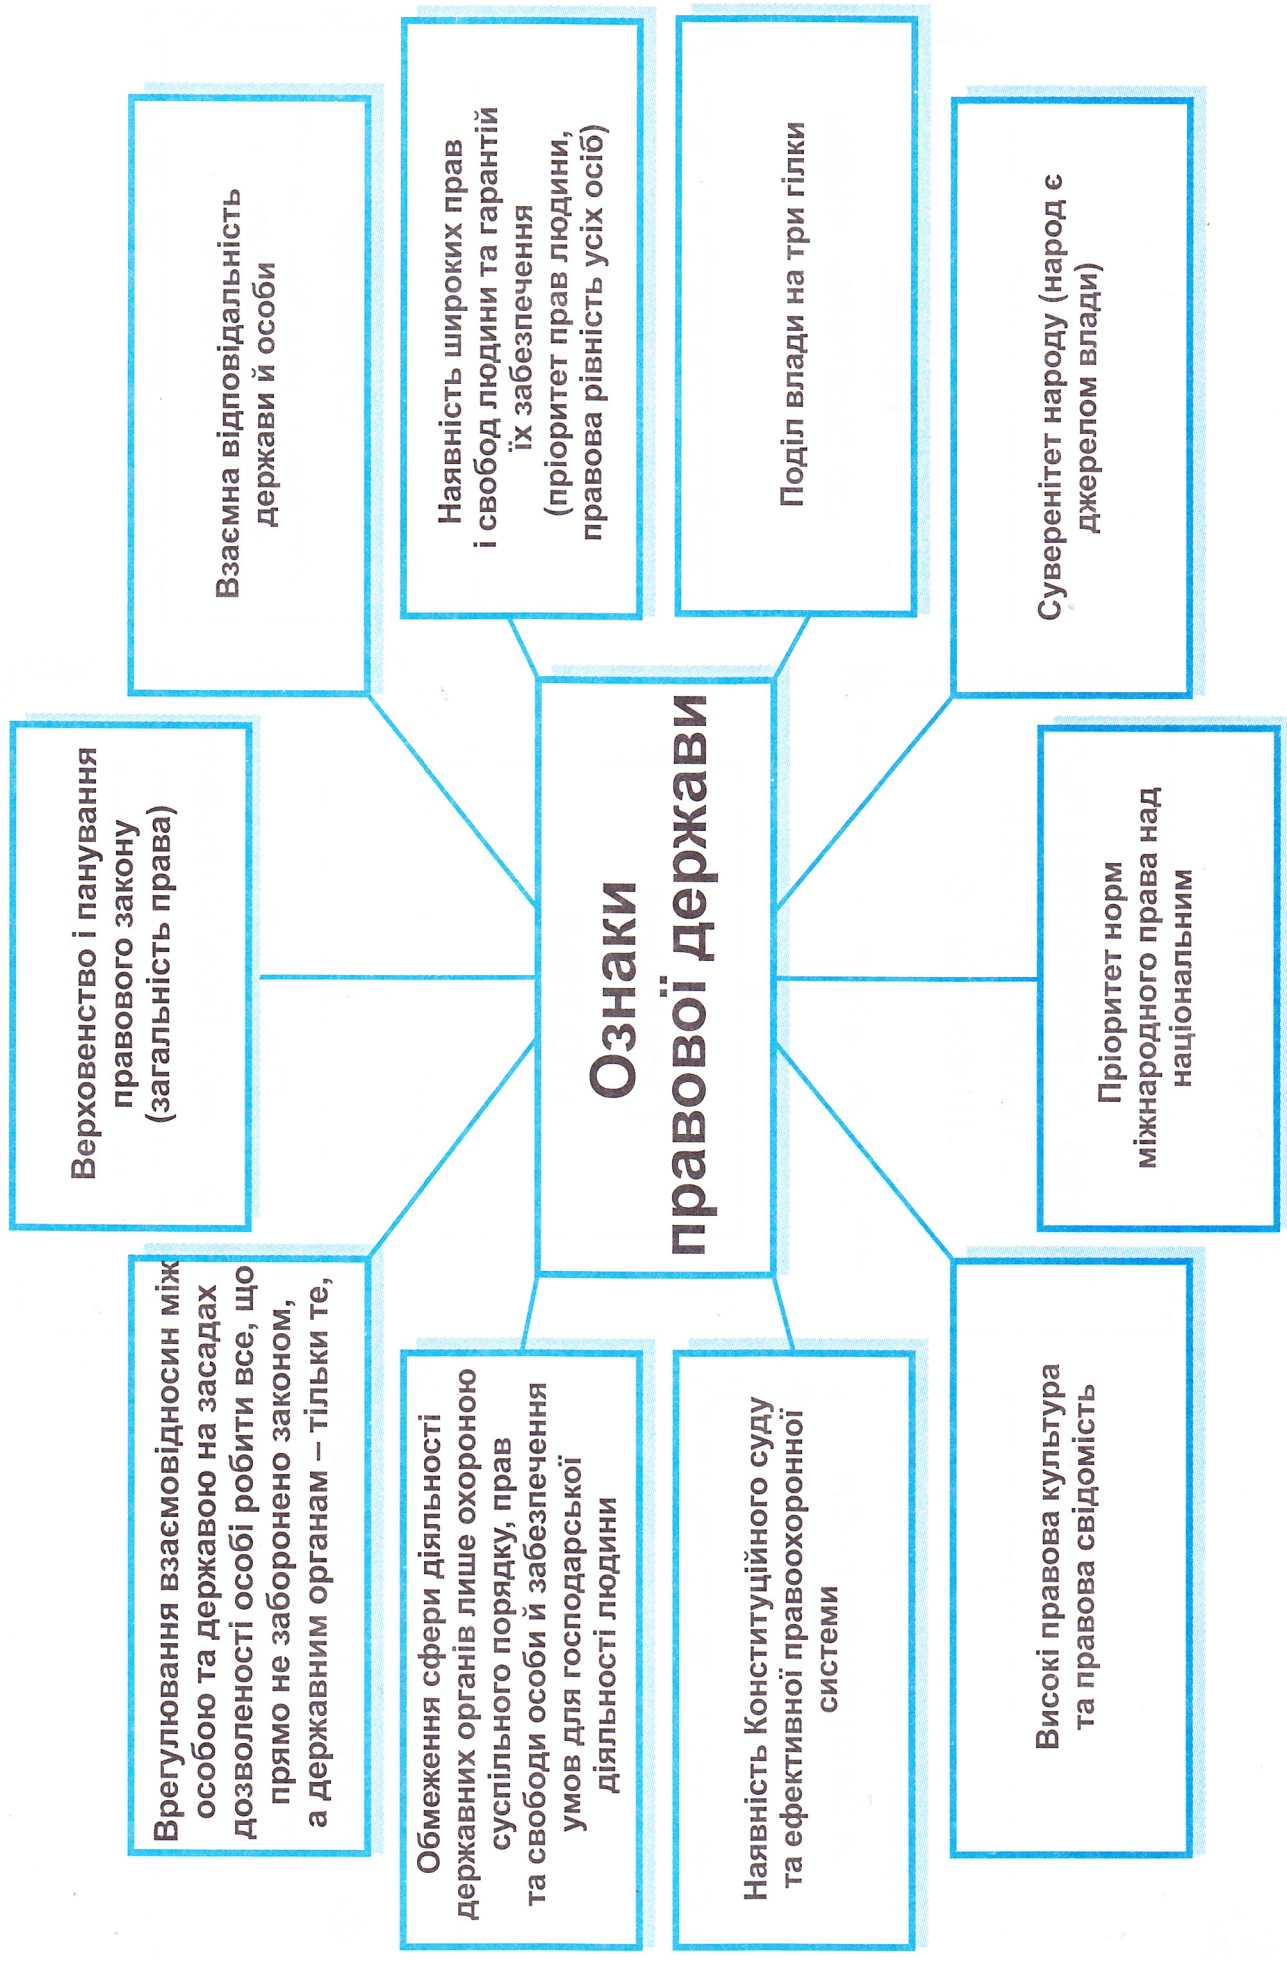 Верховенство і панування
правового закону
(загальність права)
Врегулювання взаємовідносин між
особою та державою на засадах
дозволеності особі робити все, що
прямо не заборонено законом,
а державним органам – тільки те,
Взаємна відповідальність
держави й особи
Обмеження сфери діяльності
державних органів лише охороною
суспільного порядку, прав
та свободи особи й забезпечення
умов для господарської
діяльності людини
Ознаки
правової держави
Наявність широких прав
і свобод людини та гарантій
їх забезпечення
(пріоритет прав людини,
правова рівність усіх осіб)
Наявність Конституційного суду
та ефективної правоохоронної
системи
Поділ влади на три гілки
Високі правова культура
та правова свідомість
Суверенітет народу (народ є
джерелом влади)
Пріоритет норм
міжнародного права над
національним